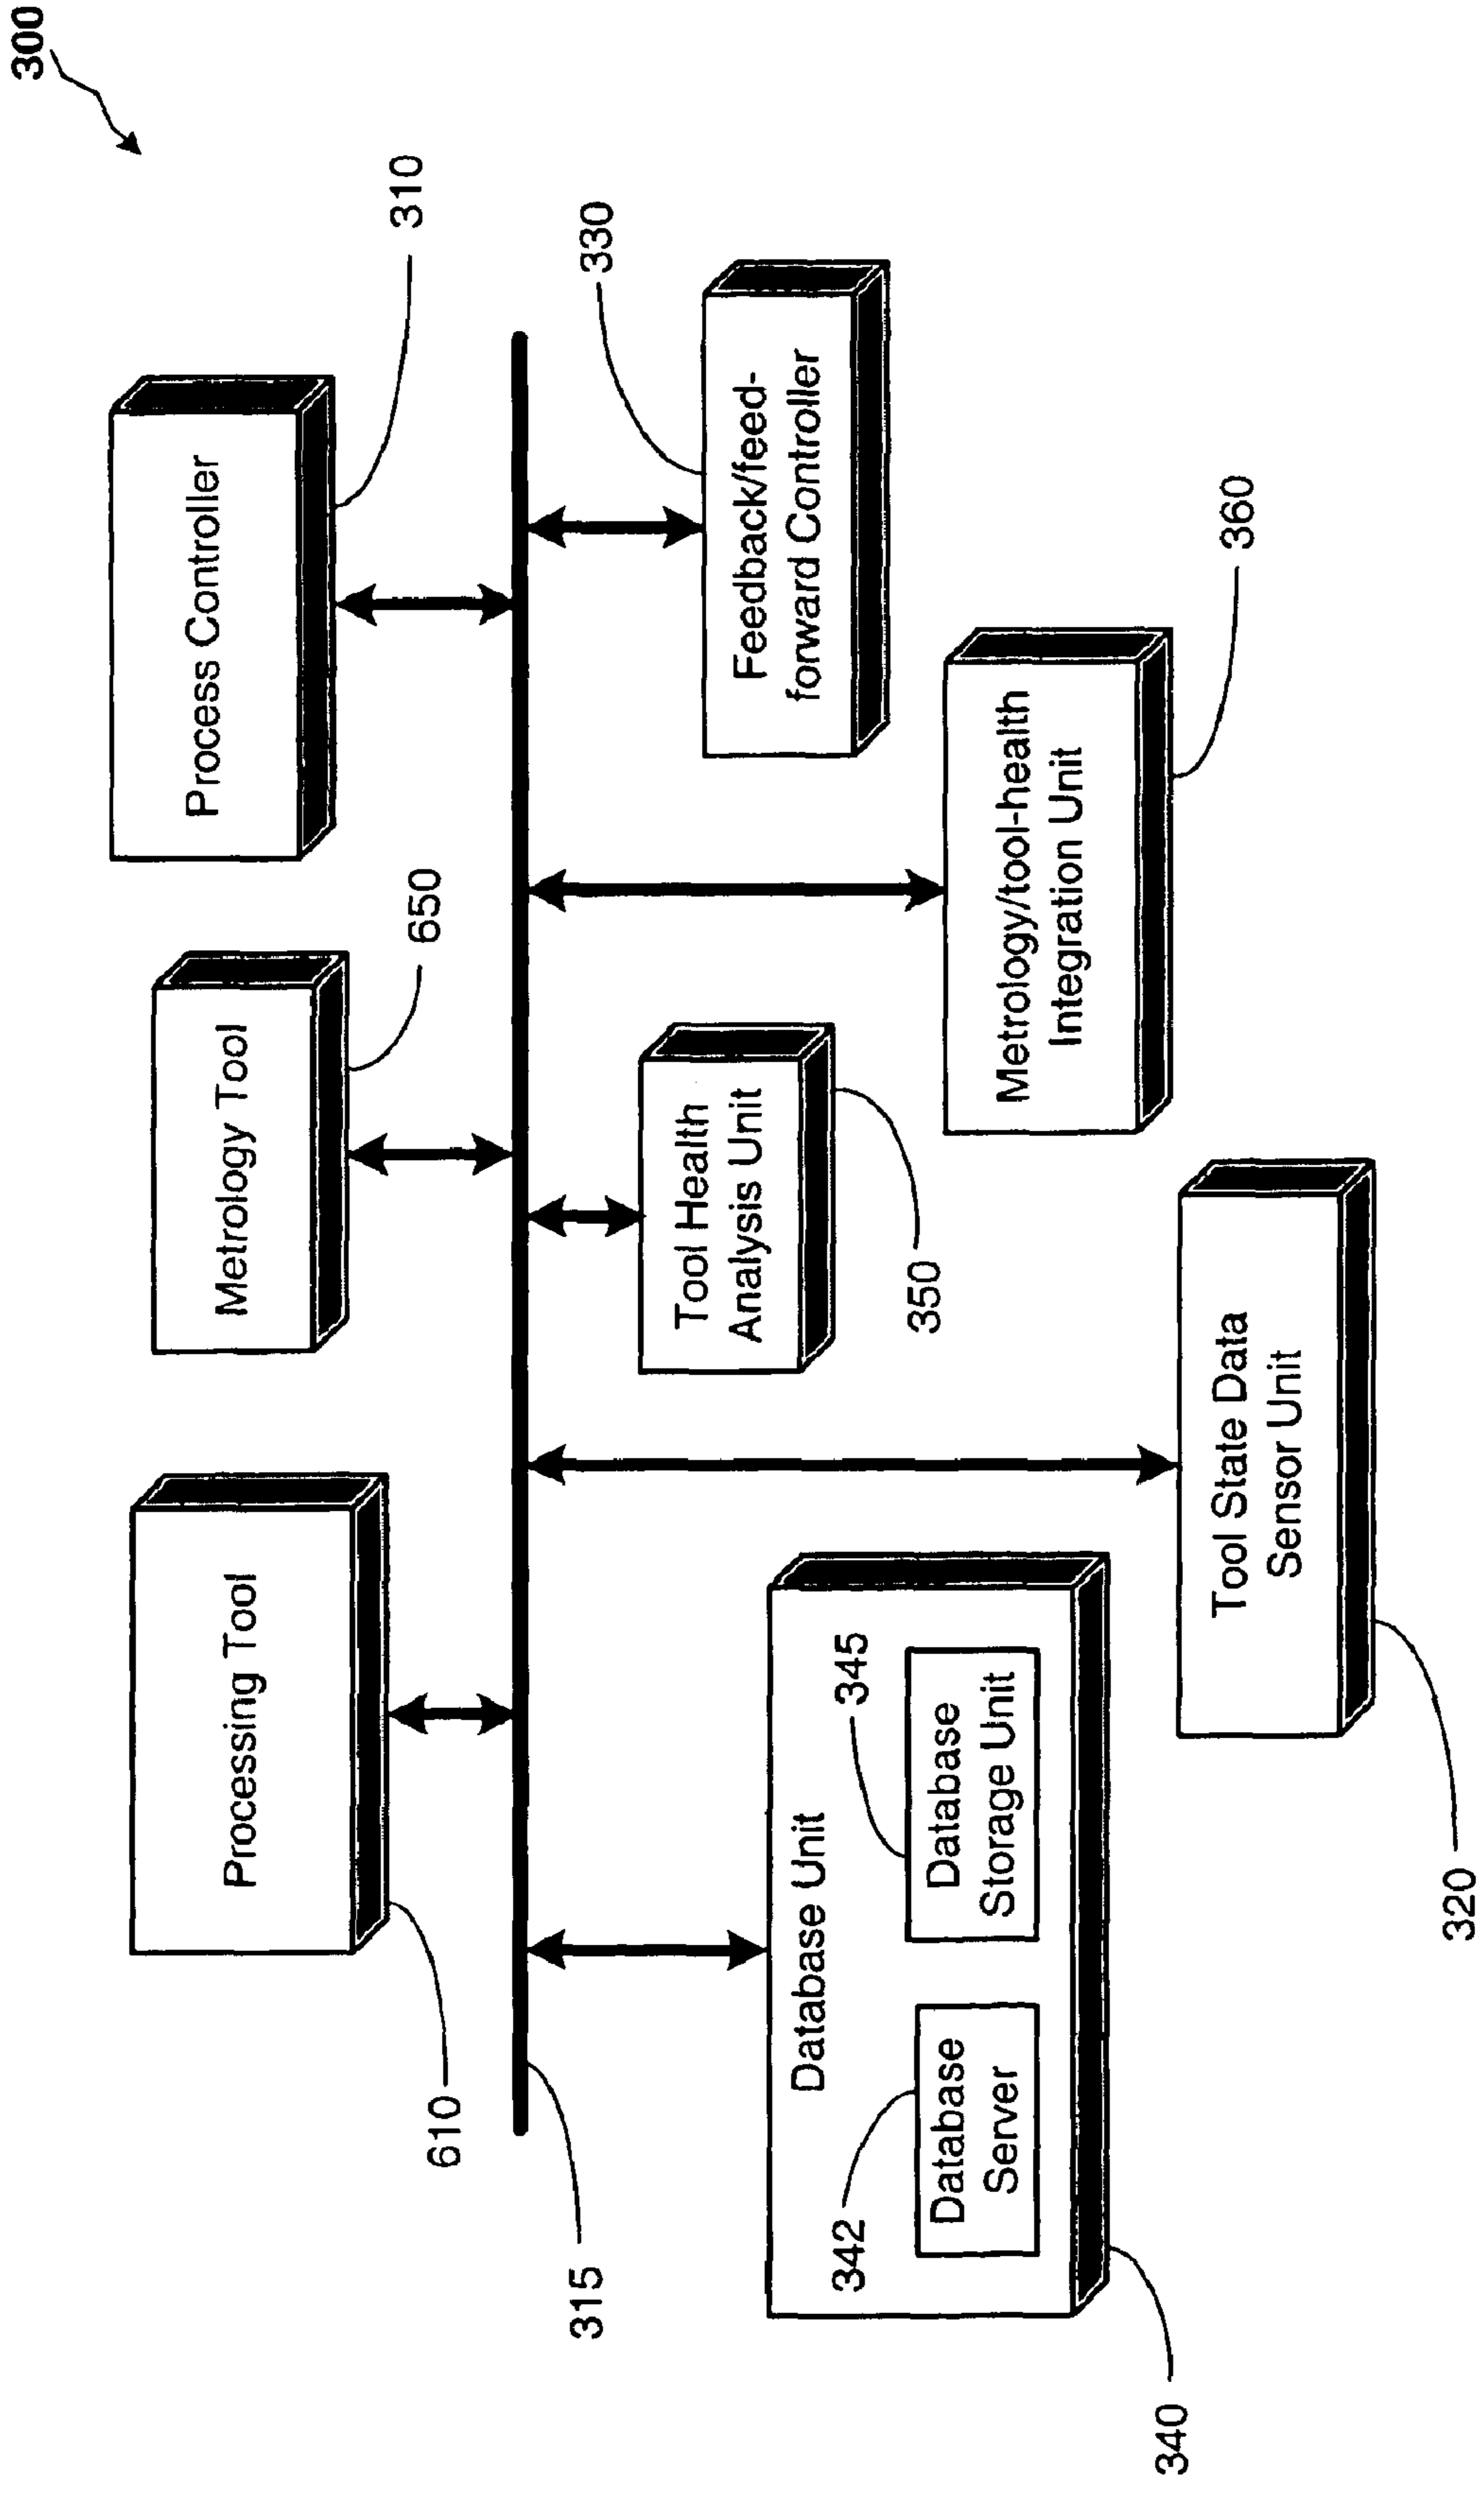 300
Process Controller
310
Metrology Tool
650
Processing Tool
610
315
Feedback/feed-
forward Controller
330
Tool Health
Analysis Unit
350
Metrology/tool-health
Integration Unit
360
Database Unit
342
Database
Server
345
Database
Storage Unit
340
Tool State Data
Sensor Unit
320